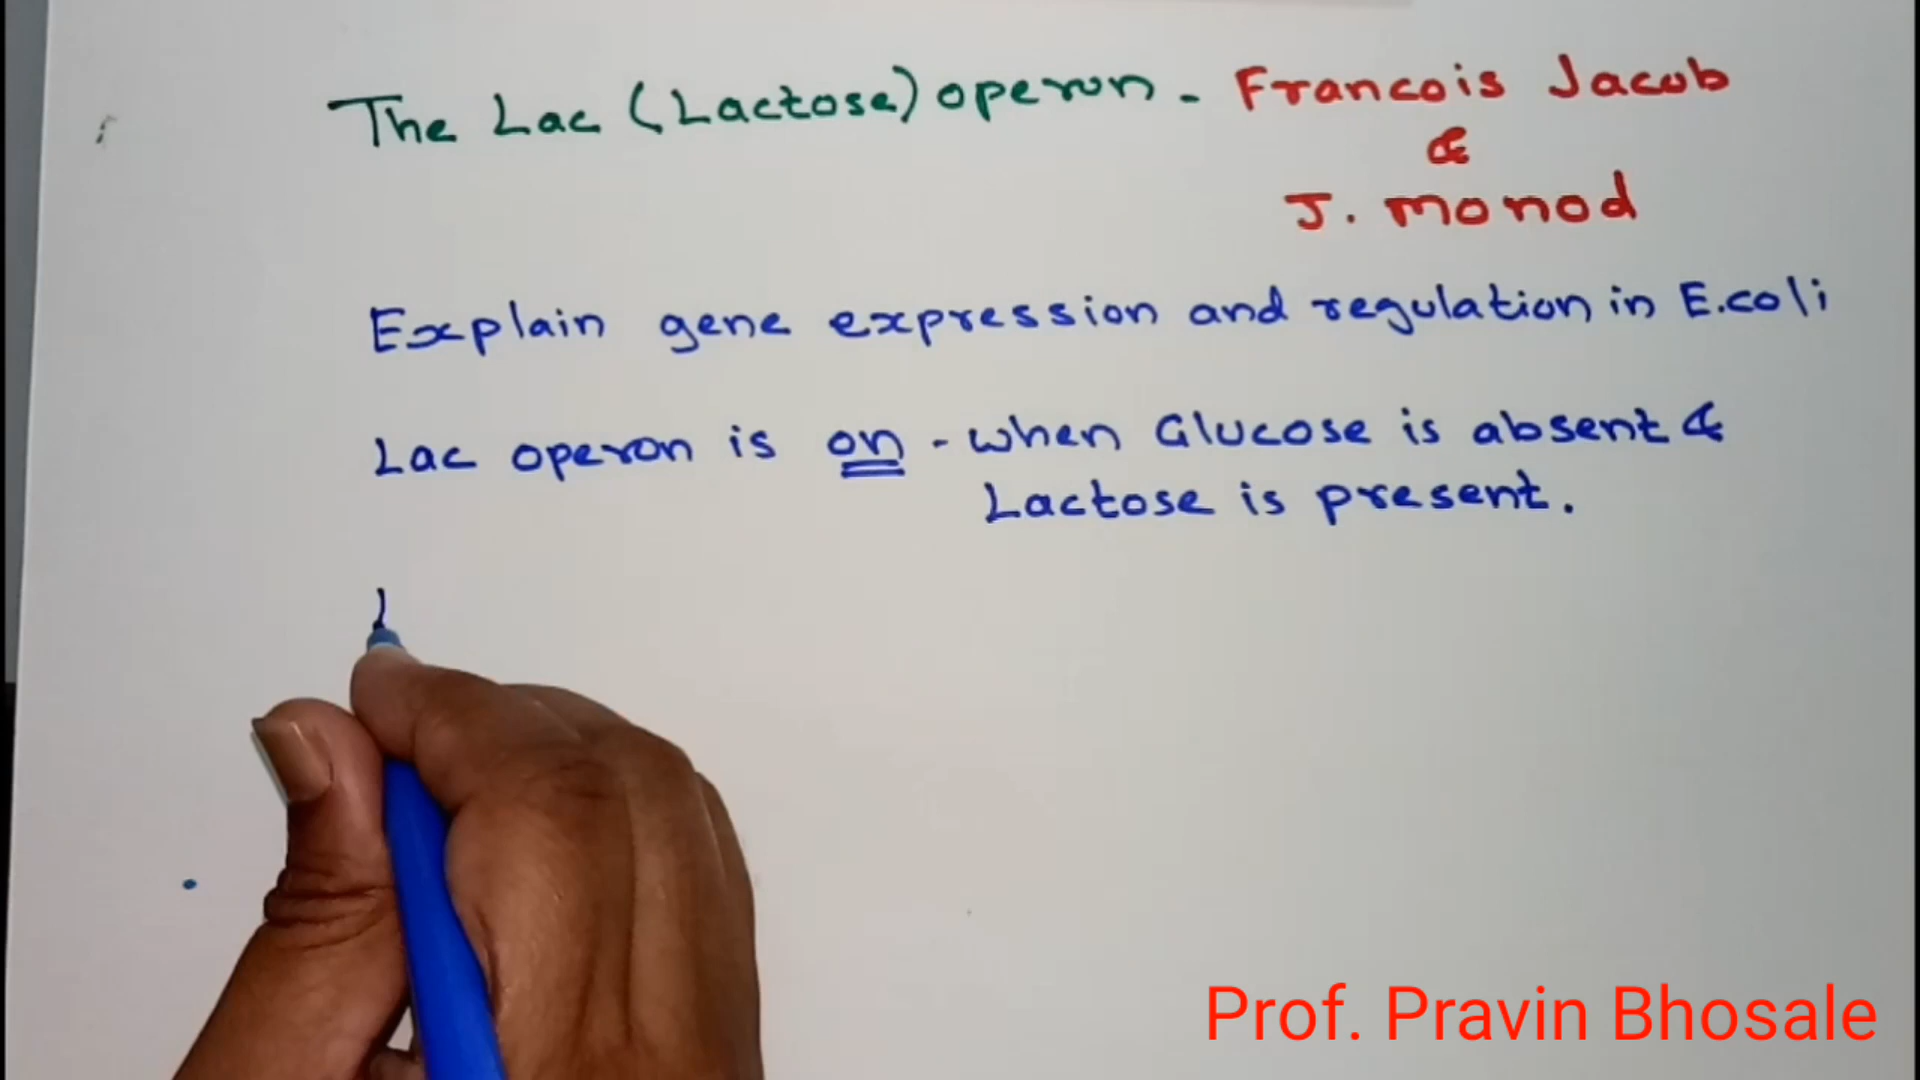 The Lac (Lactose) operon - Francois Jacob
&
J. Monod
Explain gene expression and regulation in E.coli
Lac operon is on - when Glucose is absent &
Lactose is present.
Prof. Pravin Bhosale